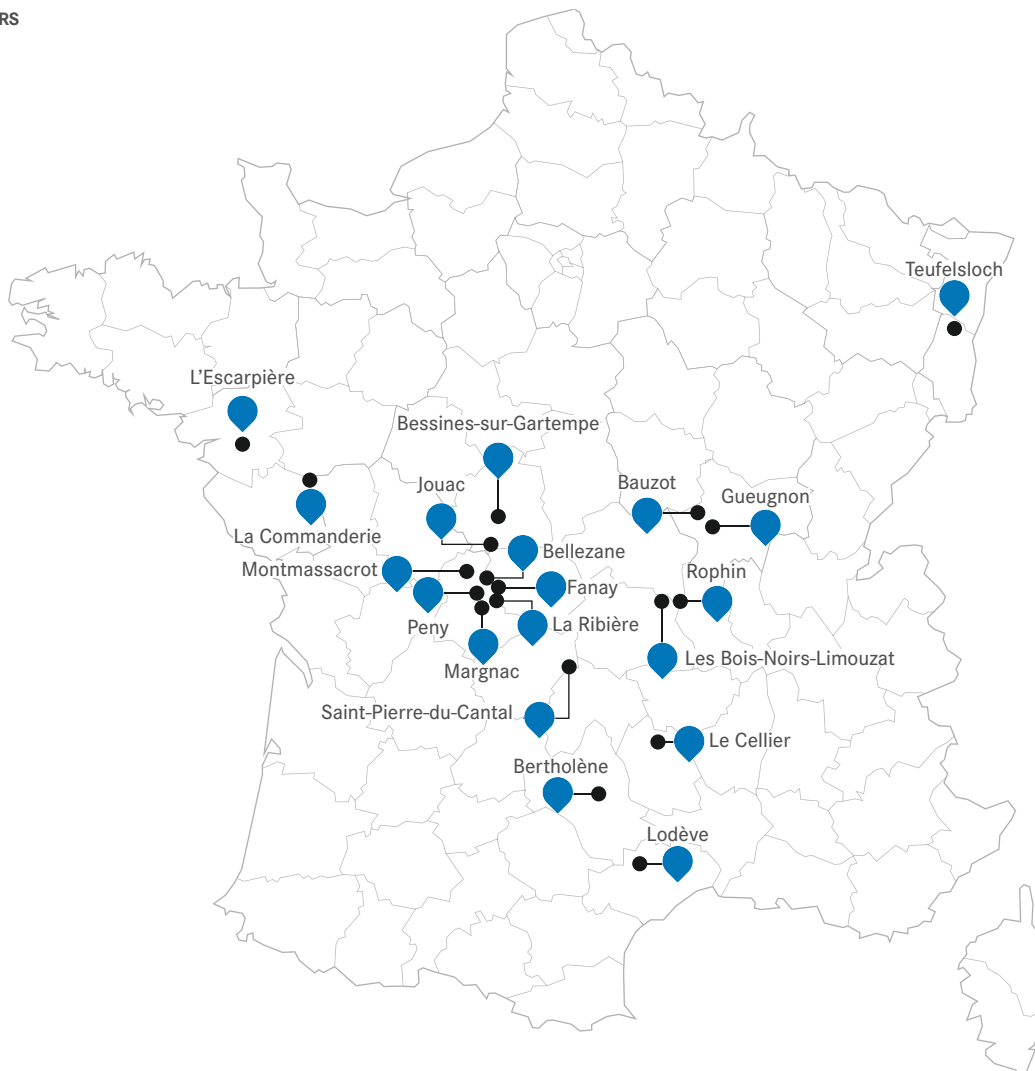 RS
Teufelsloch
L'Escarpière
Bessines-sur-Gartempe
Jouac
Bauzot
Gueugnon
La Commanderie
Bellezane
Montmassacrot
Fanay
Rophin
Peny
La Ribière
Margnac
Les Bois-Noirs-Limouzat
Saint-Pierre-du-Cantal
Le Cellier
Bertholène
Lodève